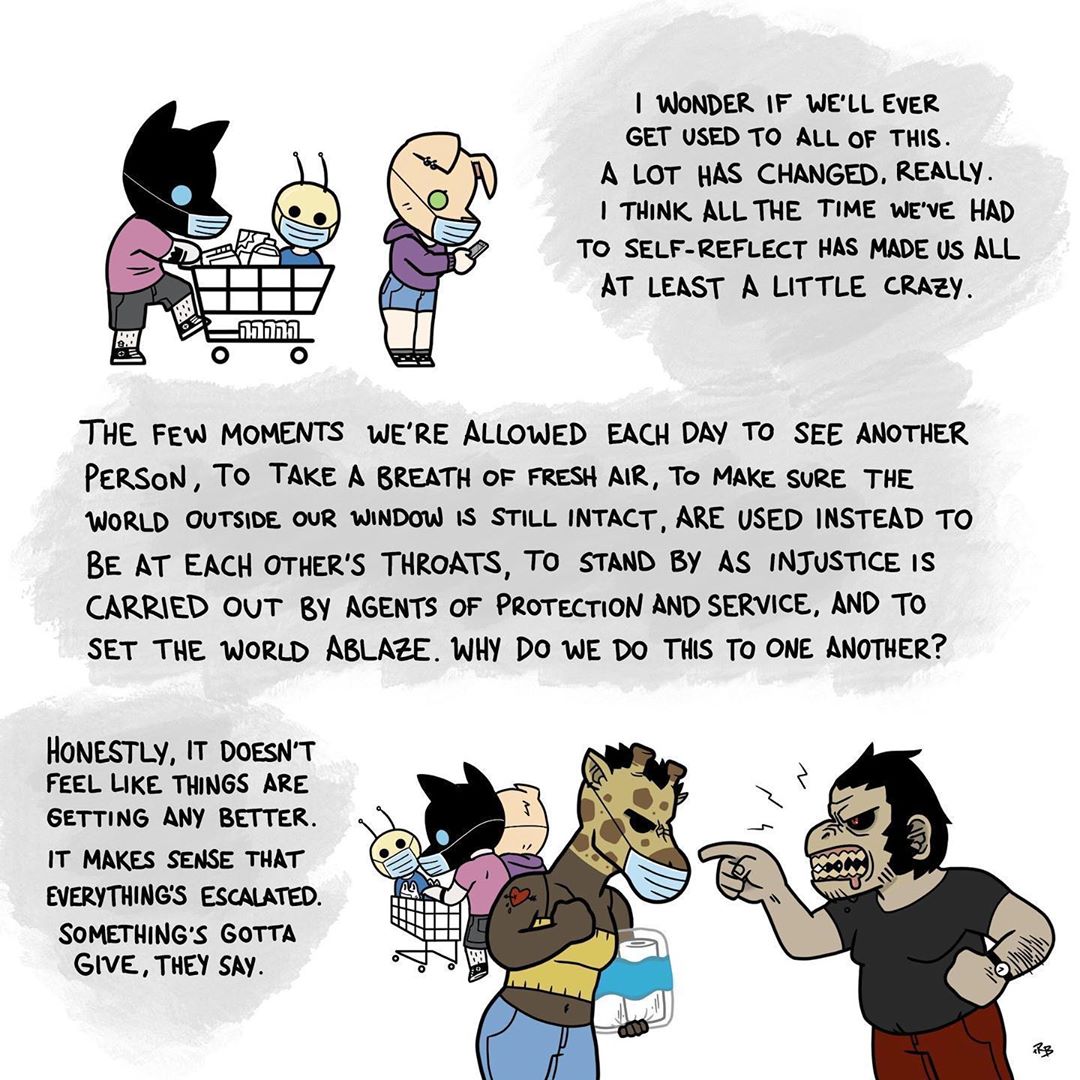 I WONDER IF WE'LL EVER
GET USED TO ALL OF THIS.
A LOT HAS CHANGED, REALLY.
I THINK ALL THE TIME WE'VE HAD
TO SELF-REFLECT HAS MADE US ALL
AT LEAST A LITTLE CRAZY.
THE FEW MOMENTS WE'RE ALLOWED EACH DAY TO SEE ANOTHER
PERSON, TO TAKE A BREATH OF FRESH AIR, TO MAKE SURE THE
WORLD OUTSIDE OUR WINDOW IS STILL INTACT, ARE USED INSTEAD TO
BE AT EACH OTHER'S THROATS, TO STAND BY AS INJUSTICE IS
CARRIED OUT BY AGENTS OF PROTECTION AND SERVICE, AND TO
SET THE WORLD ABLAZE. WHY DO WE DO THIS TO ONE ANOTHER?
HONESTLY, IT DOESN'T
FEEL LIKE THINGS ARE
GETTING ANY BETTER.
IT MAKES SENSE THAT
EVERYTHING'S ESCALATED.
SOMETHING'S GOTTA
GIVE, THEY SAY.